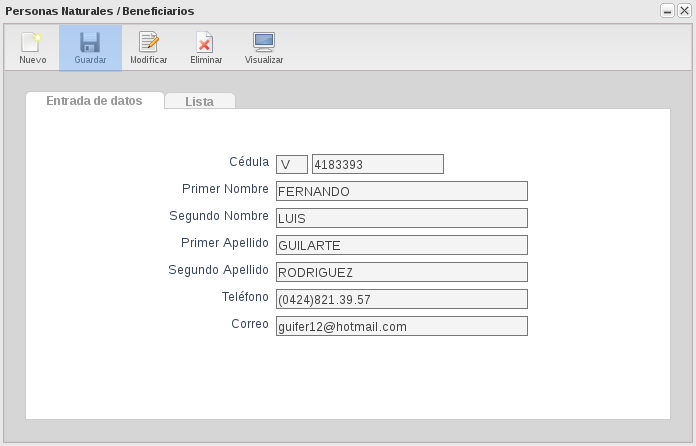 Personas Naturales / Beneficiarios
Nuevo Guardar Modificar Eliminar Visualizar
Entrada de datos Lista
Cédula V 4183393
Primer Nombre FERNANDO
Segundo Nombre LUIS
Primer Apellido GUILARTE
Segundo Apellido RODRIGUEZ
Teléfono (0424)821.39.57
Correo guifer12@hotmail.com